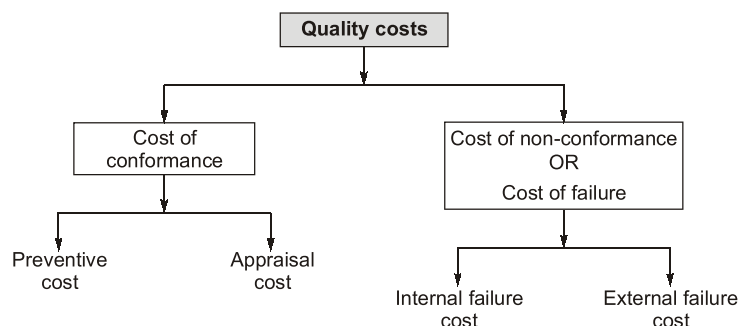 Quality costs
Cost of
conformance
Cost of non-conformance
OR
Cost of failure
Preventive
cost
Appraisal
cost
Internal failure
cost
External failure
cost